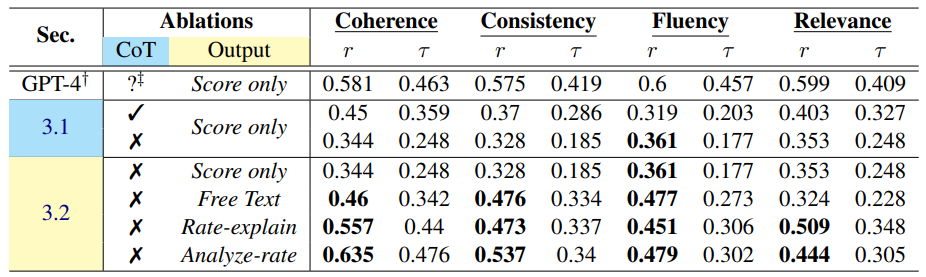 Sec. Ablations Coherence Consistency Fluency Relevance
CoT Output r τ r τ r τ r τ
GPT-4† ?‡ Score only 0.581 0.463 0.575 0.419 0.6 0.457 0.599 0.409
3.1 ✓ Score only 0.45 0.359 0.37 0.286 0.319 0.203 0.403 0.327
✗ 0.344 0.248 0.328 0.185 0.361 0.177 0.353 0.248
3.2 ✗ Score only 0.344 0.248 0.328 0.185 0.361 0.177 0.353 0.248
✗ Free Text 0.46 0.342 0.476 0.334 0.477 0.273 0.324 0.228
✗ Rate-explain 0.557 0.44 0.473 0.337 0.451 0.306 0.509 0.348
✗ Analyze-rate 0.635 0.476 0.537 0.34 0.479 0.302 0.444 0.305